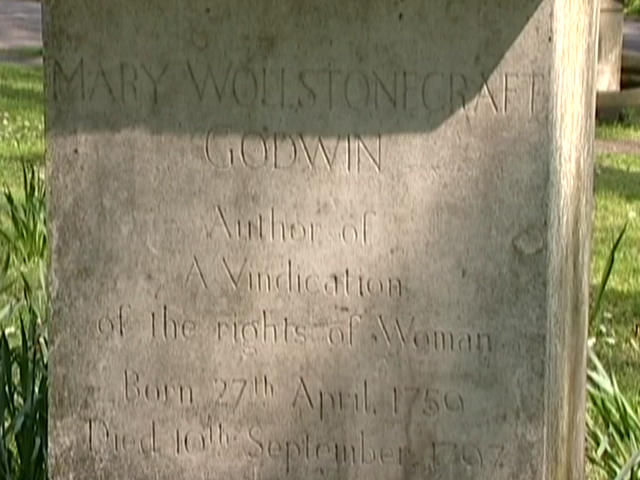 MARY WOLLSTONECRAFT
GODWIN
Author of
A Vindication
of the rights of Woman
Born 27th April, 1759
Died 10th September, 1797